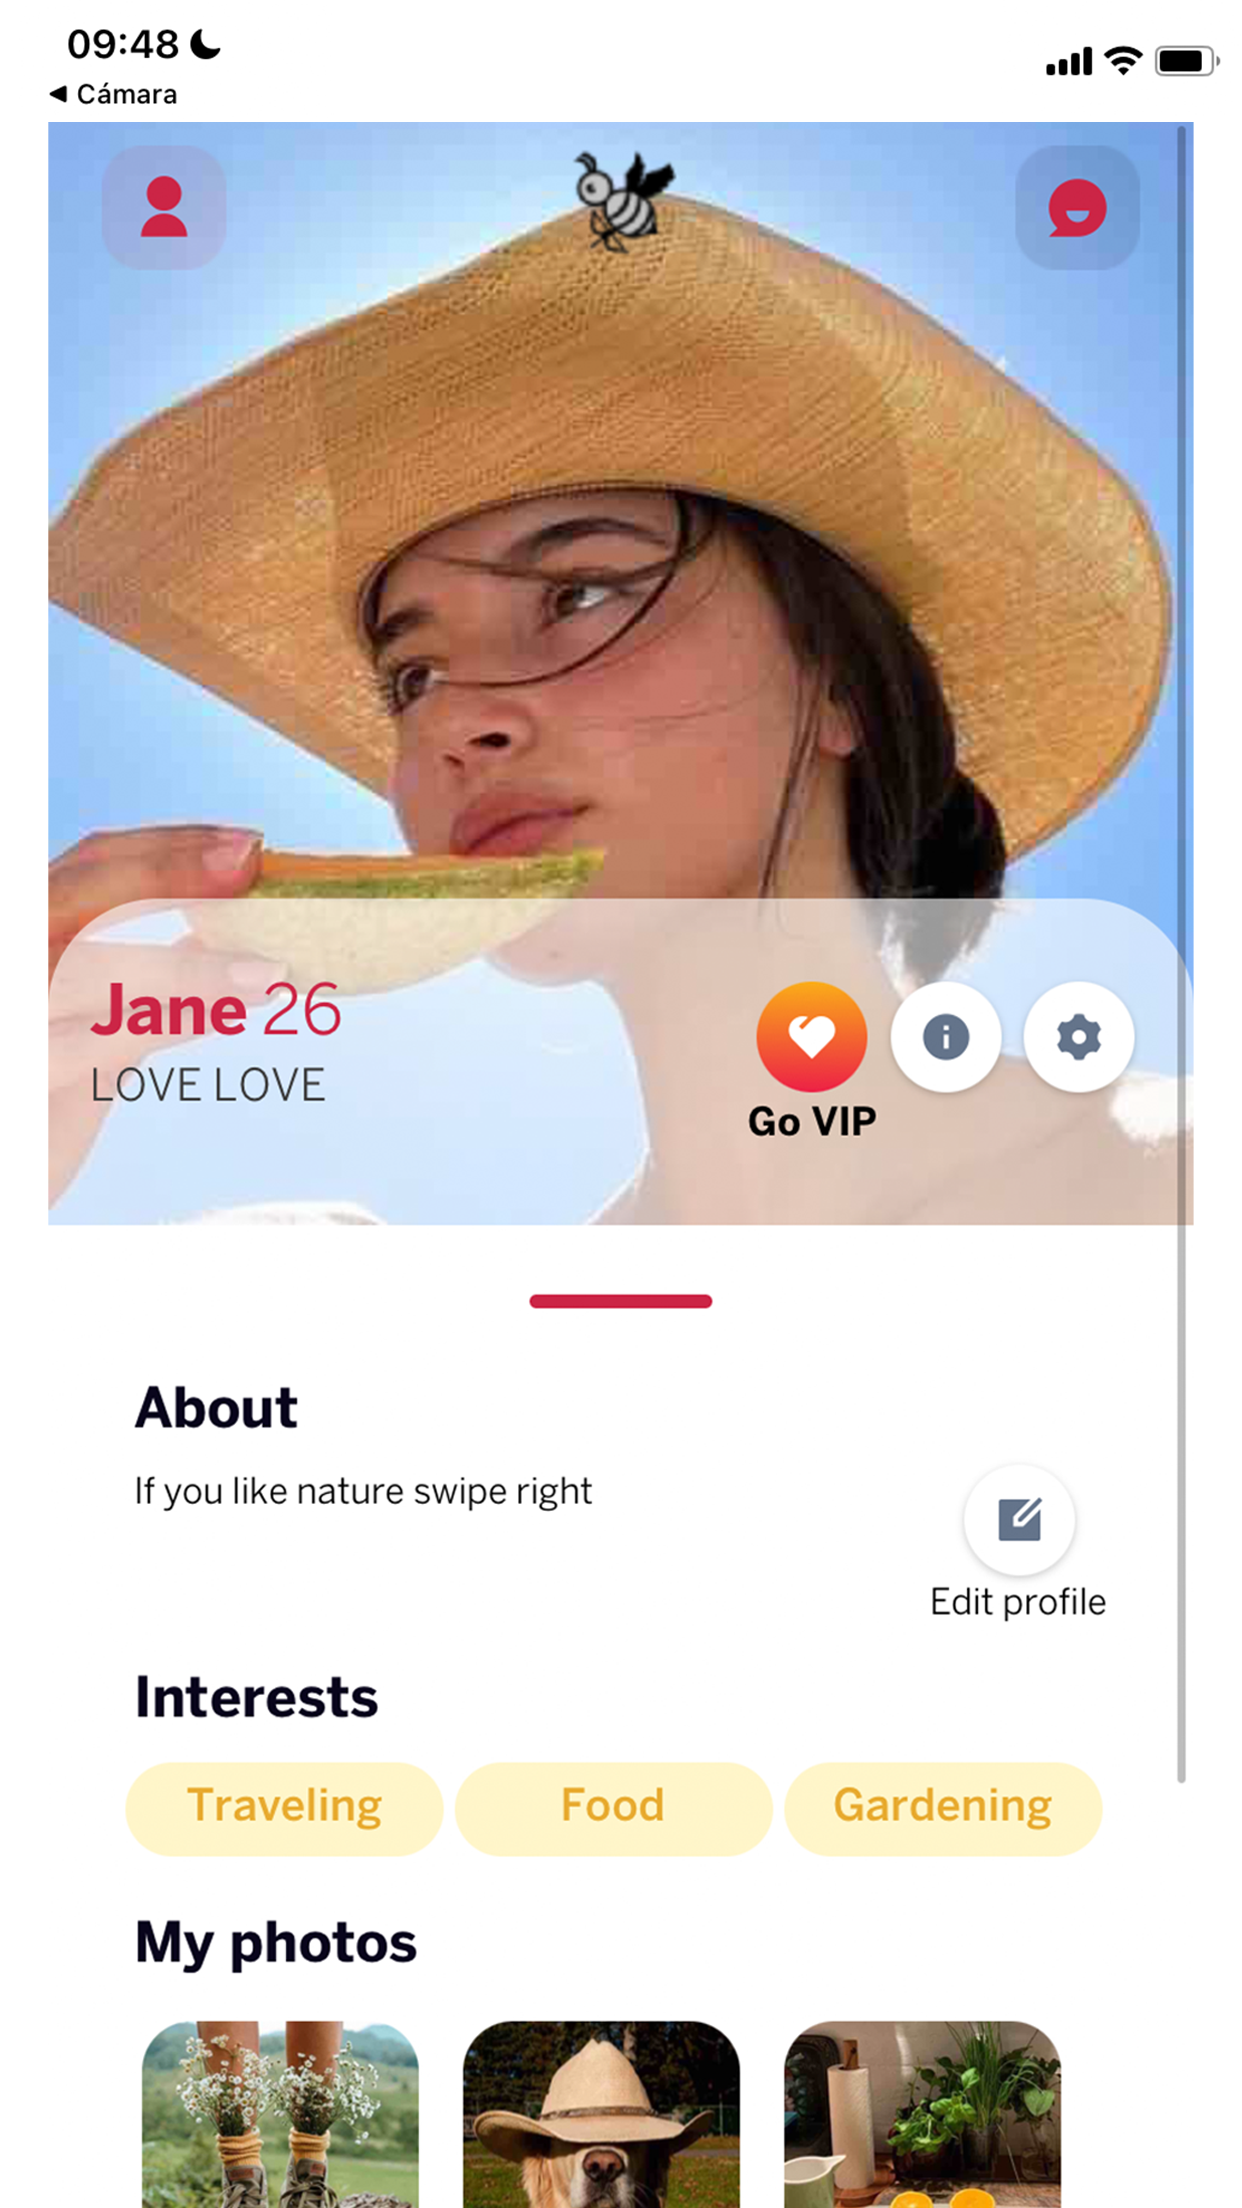 09:48
◀ Cámara
Jane 26
LOVE LOVE
Go VIP
About
If you like nature swipe right
Edit profile
Interests
Traveling Food Gardening
My photos